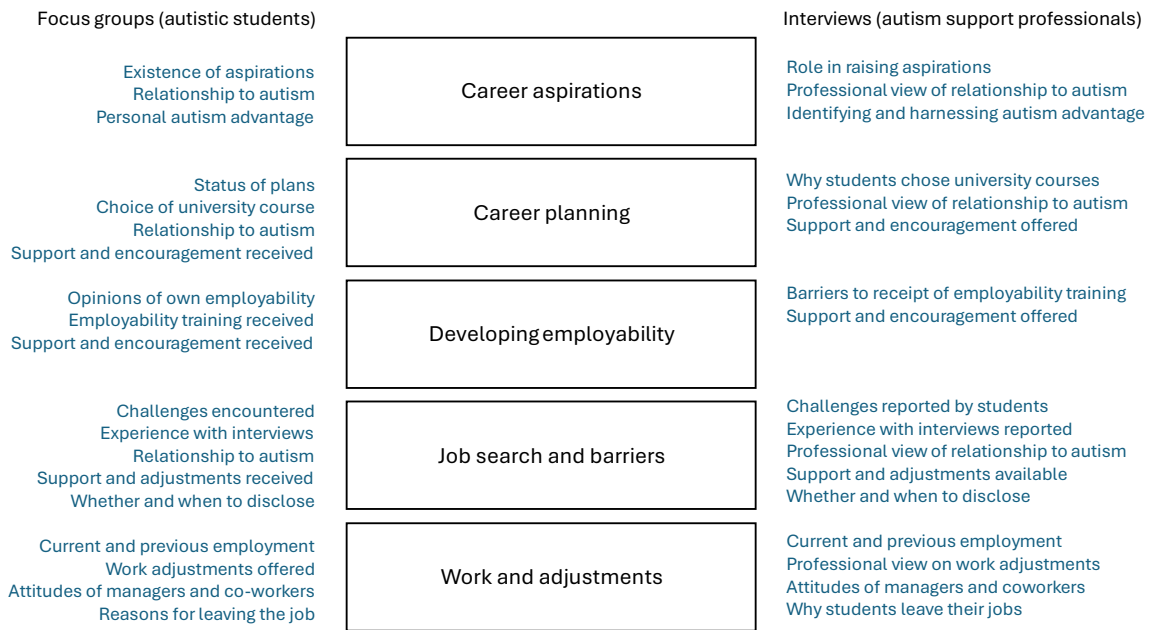 Focus groups (autistic students)
Interviews (autism support professionals)
Existence of aspirations
Relationship to autism
Personal autism advantage
Career aspirations
Role in raising aspirations
Professional view of relationship to autism
Identifying and harnessing autism advantage
Status of plans
Choice of university course
Relationship to autism
Support and encouragement received
Career planning
Why students chose university courses
Professional view of relationship to autism
Support and encouragement offered
Opinions of own employability
Employability training received
Support and encouragement received
Developing employability
Barriers to receipt of employability training
Support and encouragement offered
Challenges encountered
Experience with interviews
Relationship to autism
Support and adjustments received
Whether and when to disclose
Job search and barriers
Challenges reported by students
Experience with interviews reported
Professional view of relationship to autism
Support and adjustments available
Whether and when to disclose
Current and previous employment
Work adjustments offered
Attitudes of managers and co-workers
Reasons for leaving the job
Work and adjustments
Current and previous employment
Professional view on work adjustments
Attitudes of managers and coworkers
Why students leave their jobs